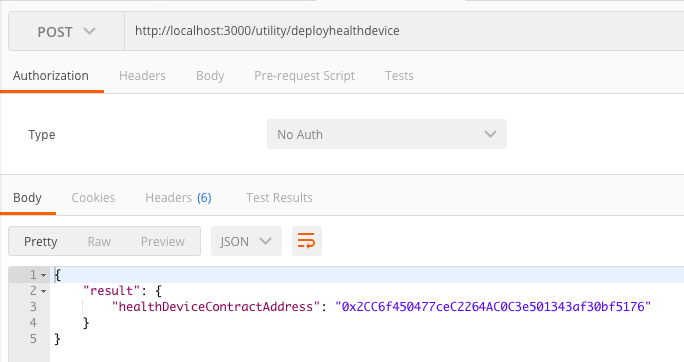 POST http://localhost:3000/utility/deployhealthdevice
Authorization Headers Body Pre-request Script Tests
Type No Auth
Body Cookies Headers (6) Test Results
Pretty Raw Preview JSON
1 {
2 "result": {
3 "healthDeviceContractAddress": "0x2CC6f450477ceC2264AC0C3e501343af30bf5176"
4 }
5 }